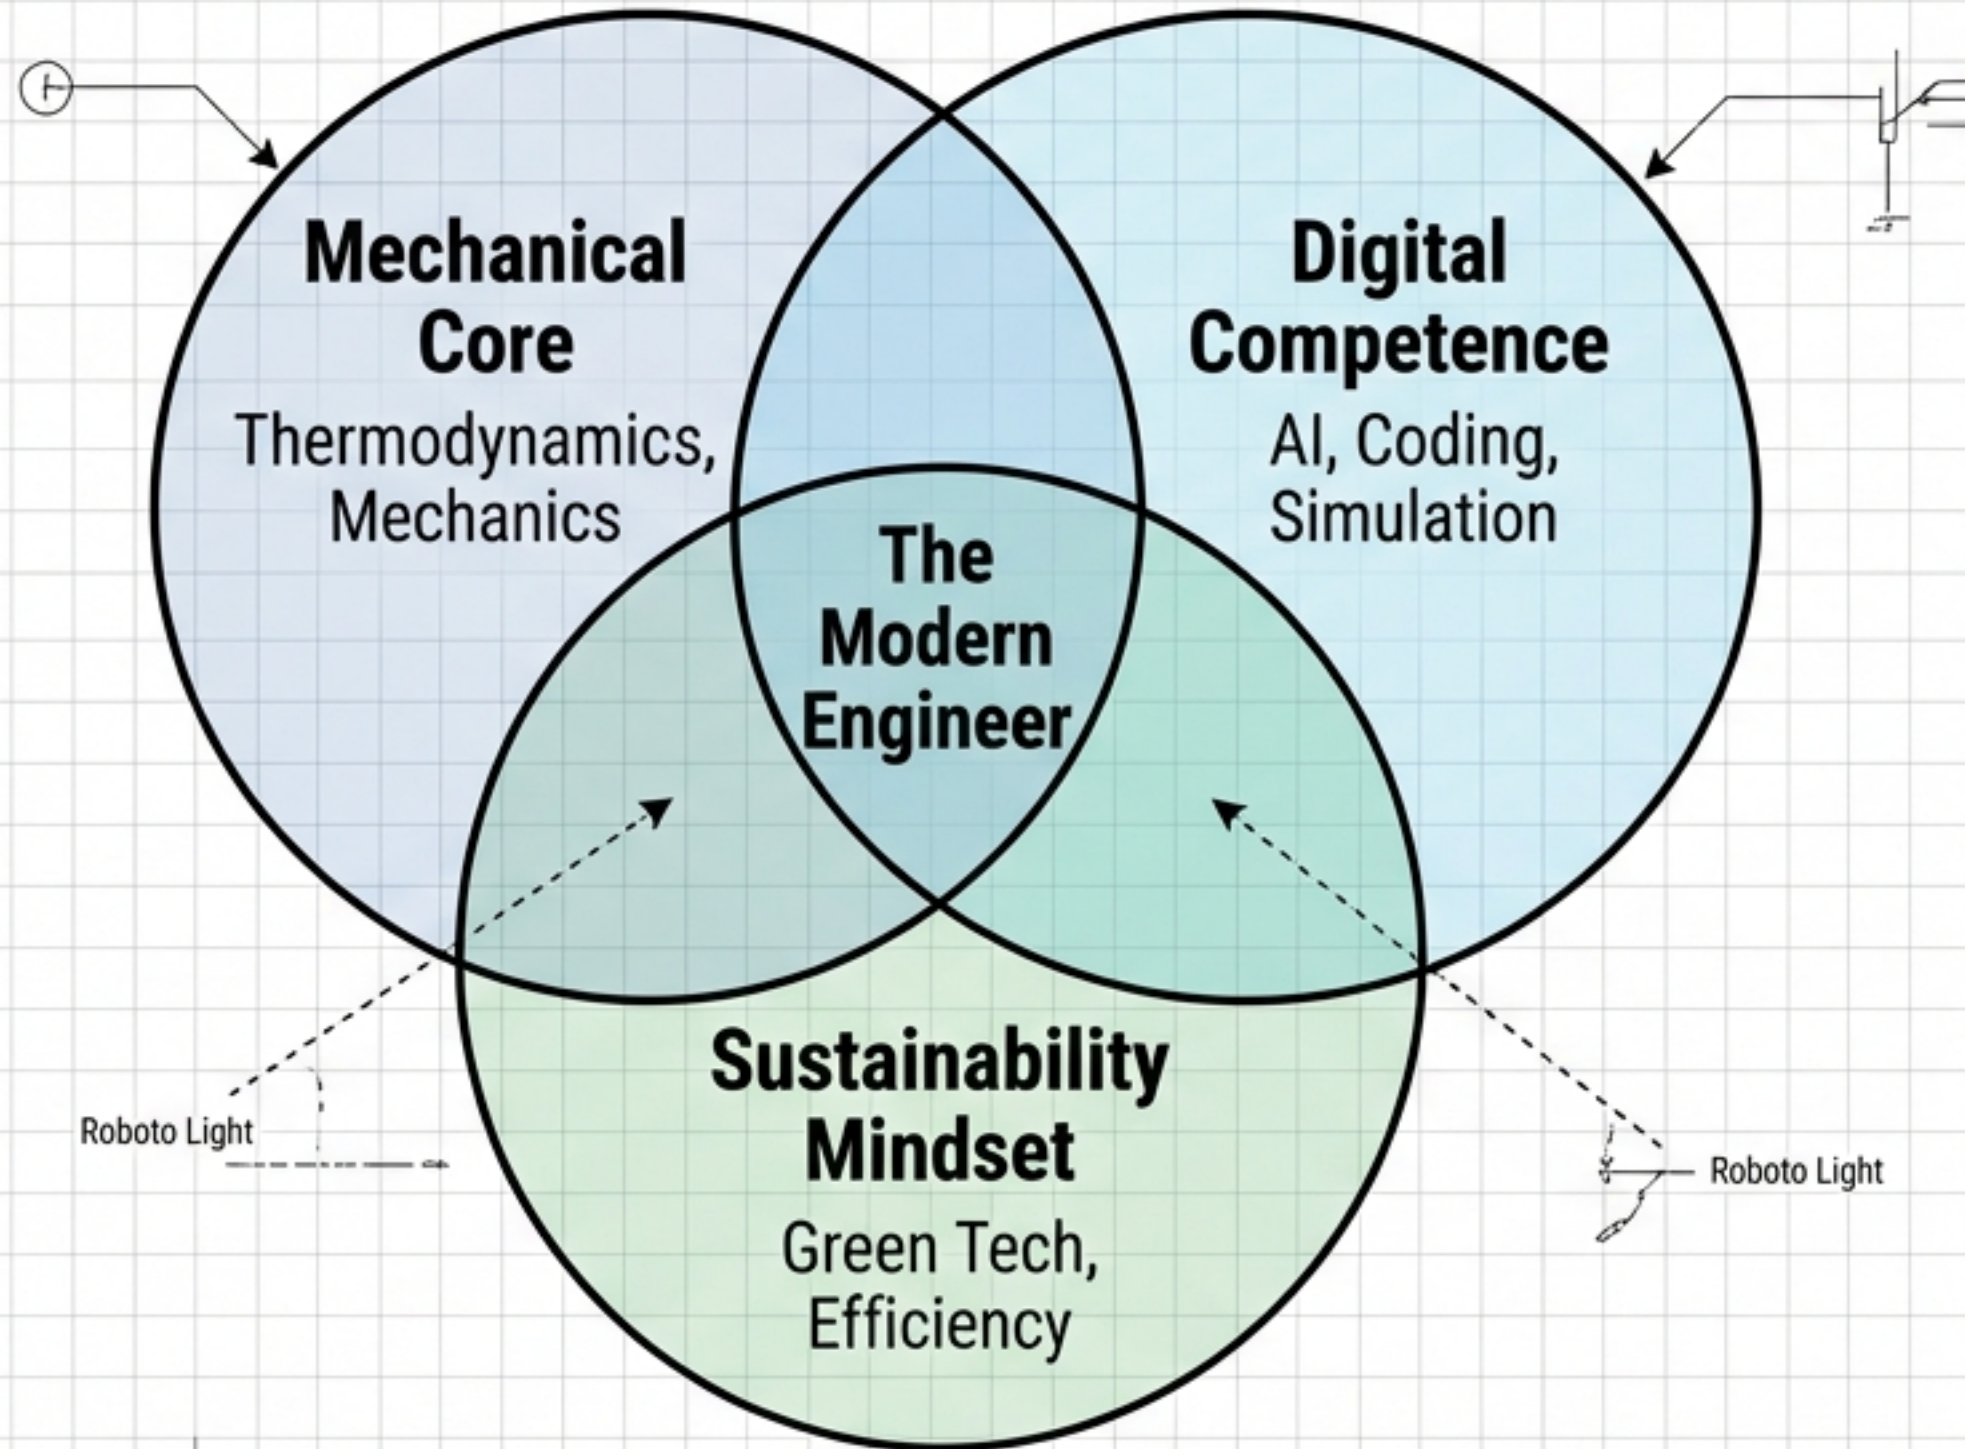 Mechanical
Core
Thermodynamics,
Mechanics
Digital
Competence
AI, Coding,
Simulation
The
Modern
Engineer
Sustainability
Mindset
Green Tech,
Efficiency
Roboto Light
Roboto Light